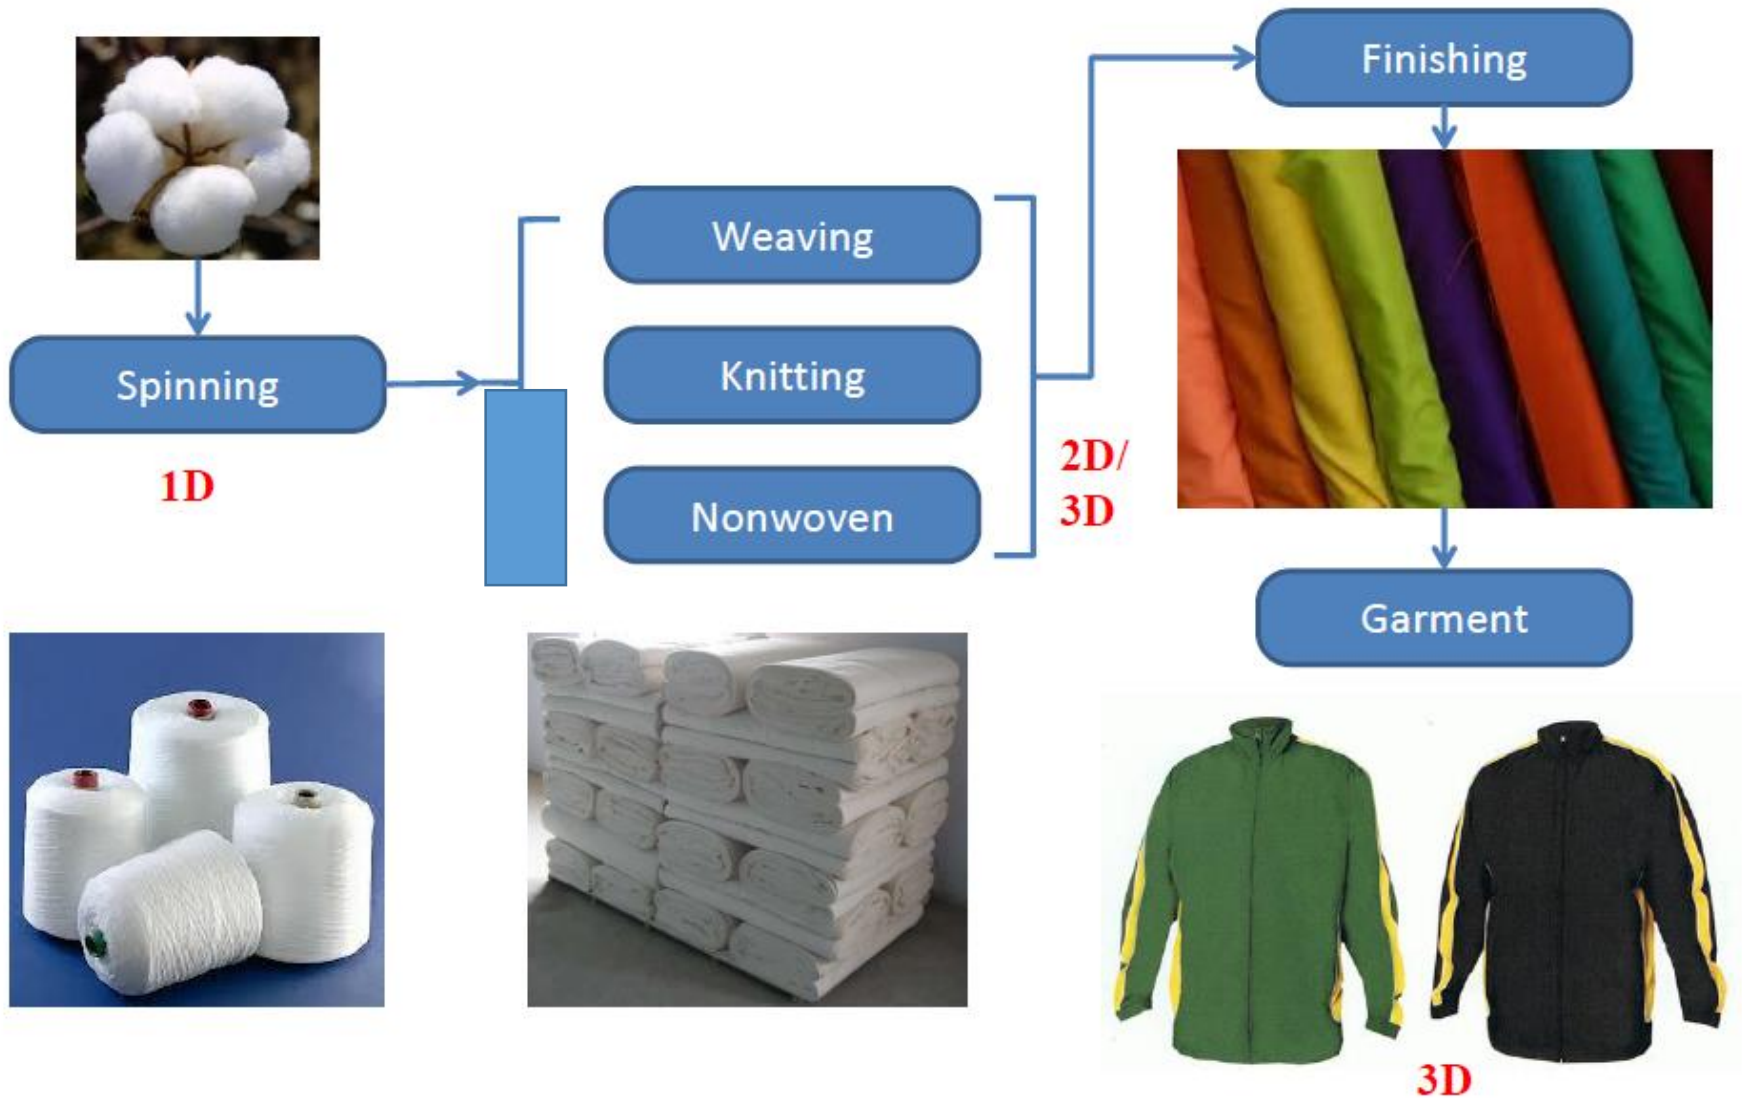 Finishing
Weaving
Knitting
Spinning
2D/
3D
1D
Nonwoven
Garment
3D